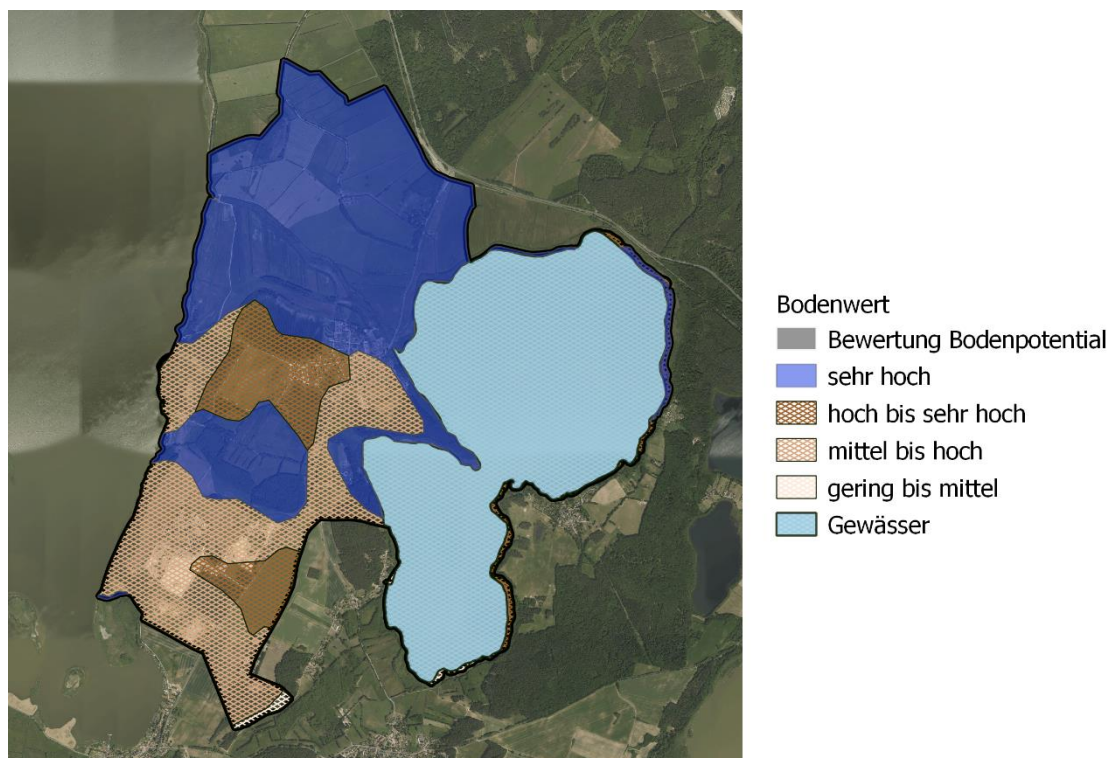 Bodenwert
Bewertung Bodenpotential
sehr hoch
hoch bis sehr hoch
mittel bis hoch
gering bis mittel
Gewässer